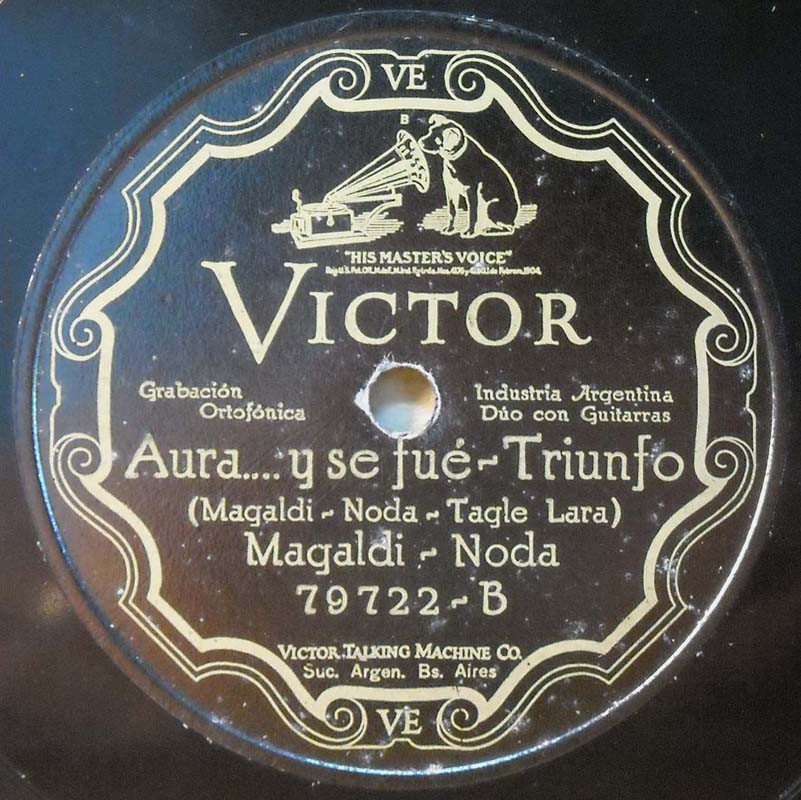 VE
B
"HIS MASTER'S VOICE"
VICTOR
Grabación
Ortofónica
Industria Argentina
Dúo con Guitarras
Aura.... y se fué-Triunfo
(Magaldi - Noda - Tagle Lara)
Magaldi - Noda
79722-B
VICTOR TALKING MACHINE CO.
Suc. Argen. Bs. Aires
VE